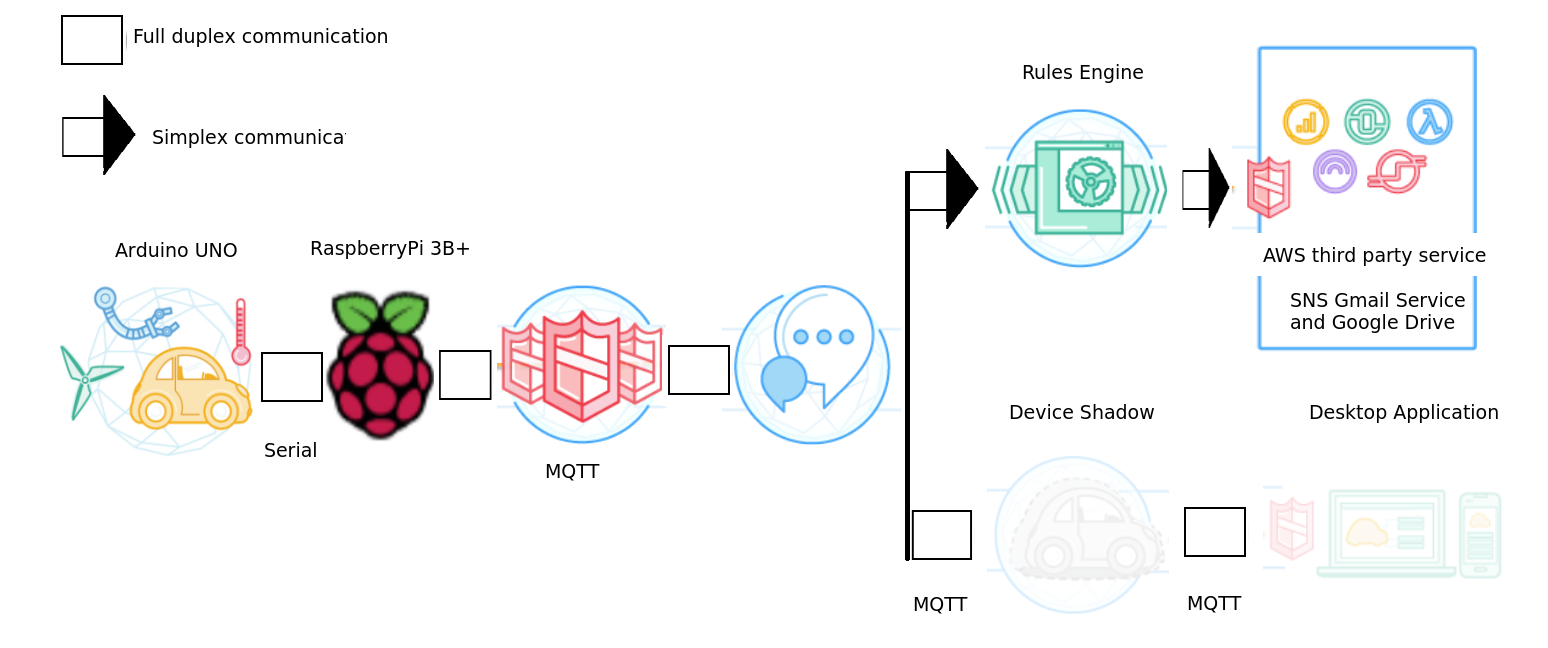 Full duplex communication
Simplex communica
Rules Engine
Arduino UNO
RaspberryPi 3B+
AWS third party service
SNS Gmail Service
and Google Drive
Serial
MQTT
Device Shadow
Desktop Application
MQTT
MQTT